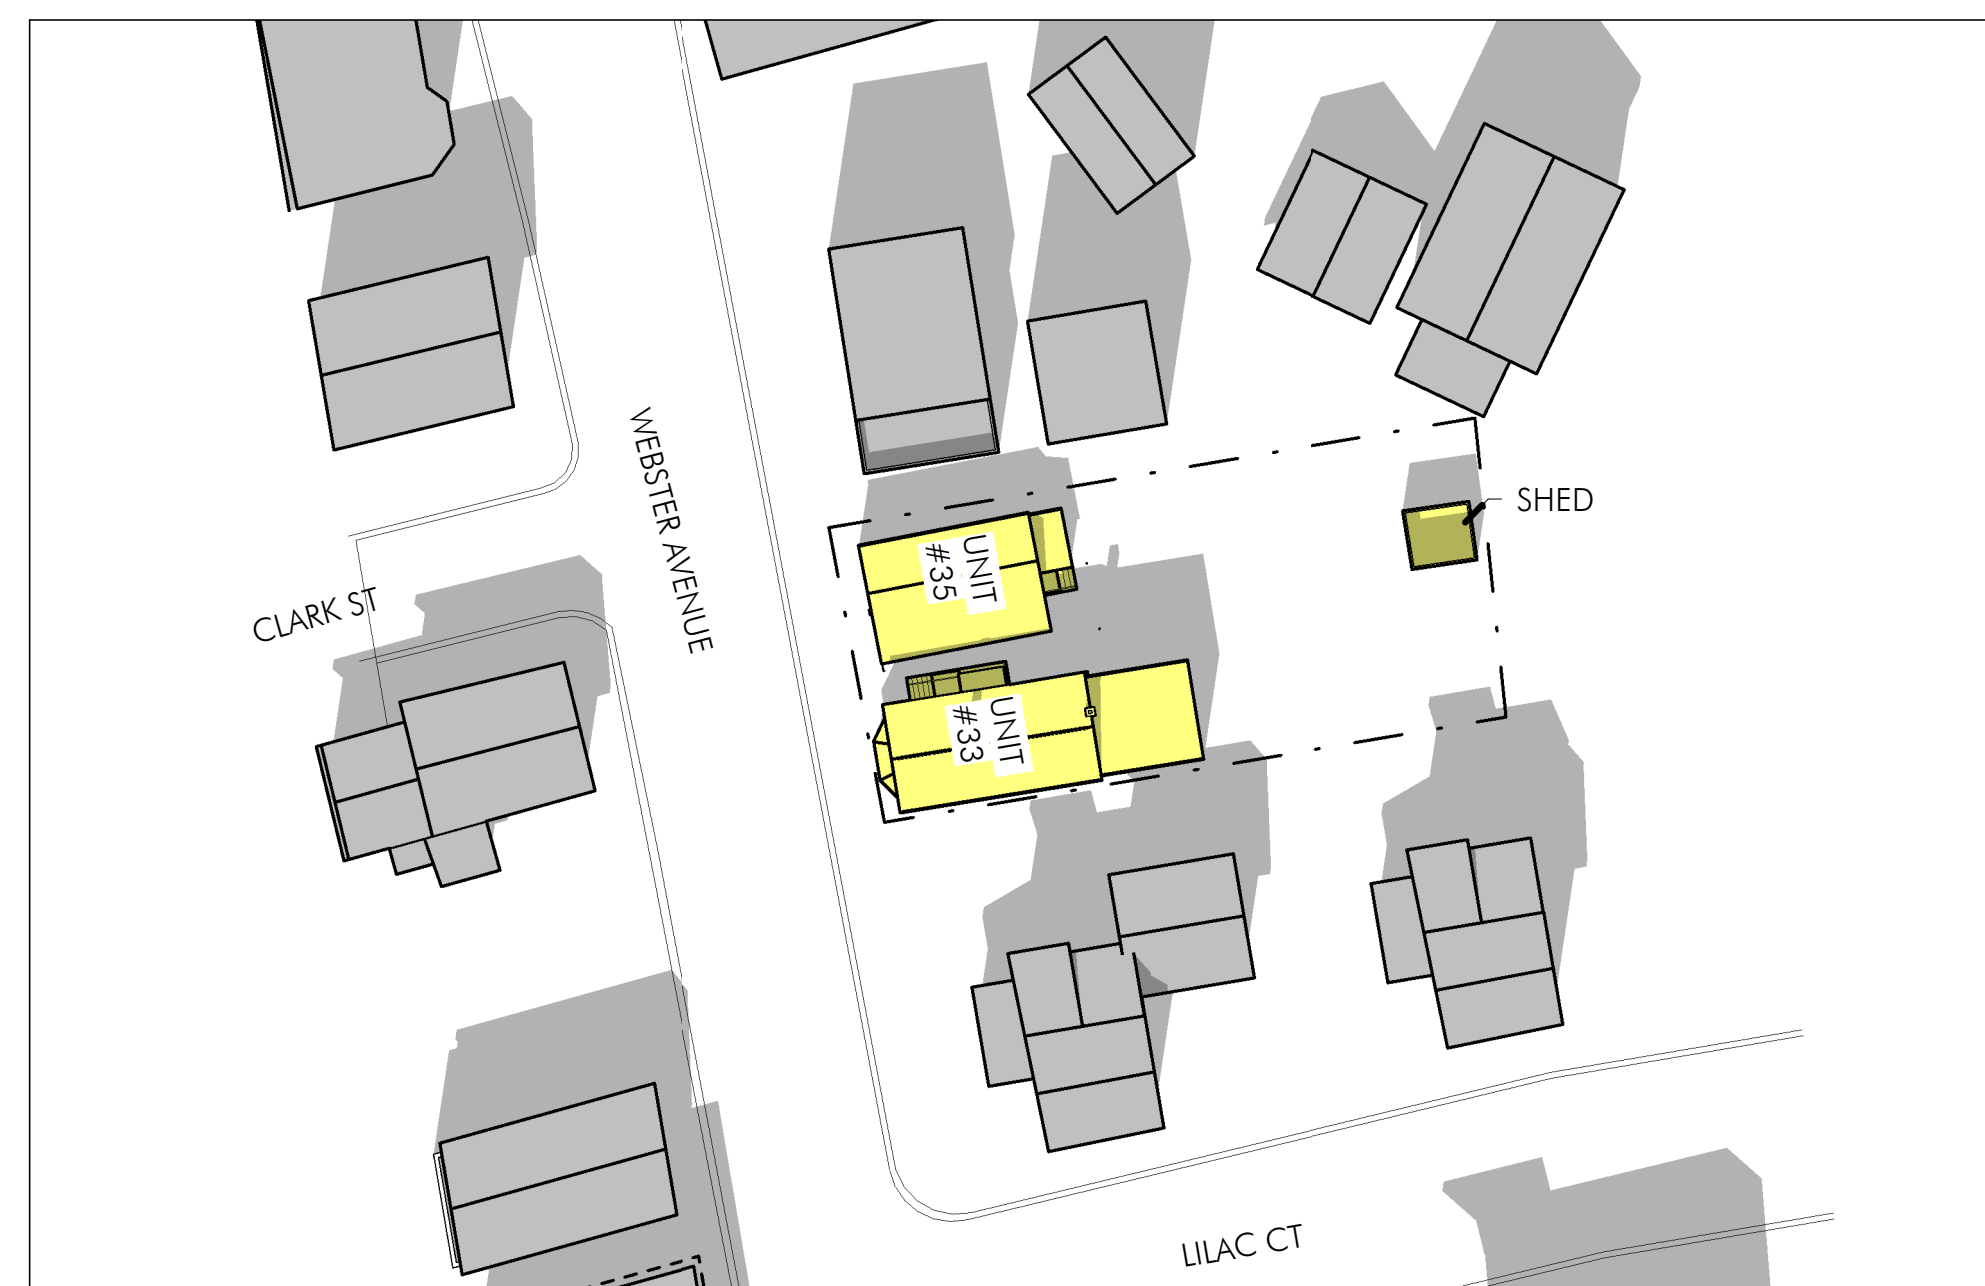 WEBSTER AVENUE
SHED
UNIT
#35
CLARK ST
UNIT
#33
LILAC CT